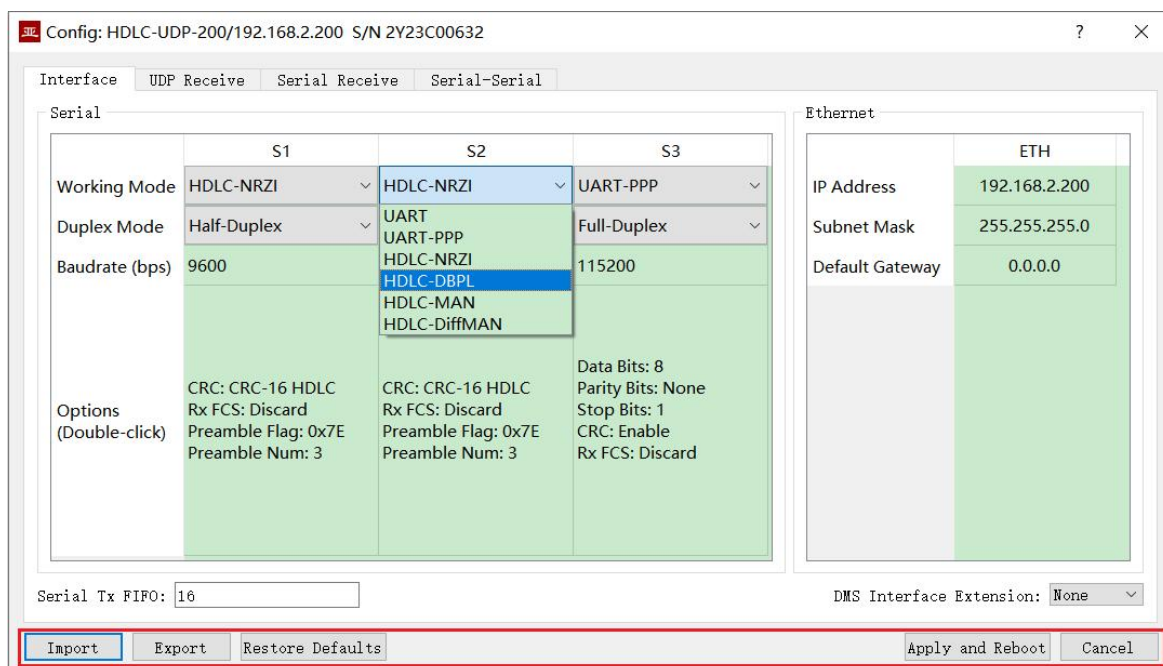 亚 Config: HDLC-UDP-200/192.168.2.200 S/N 2Y23C00632 ?
Interface UDP Receive Serial Receive Serial-Serial
Serial
S1 S2 S3
Working Mode HDLC-NRZI HDLC-NRZI UART-PPP
Duplex Mode Half-Duplex Full-Duplex
Baudrate (bps) 9600 115200
UART
UART-PPP
HDLC-NRZI
HDLC-DBPL
HDLC-MAN
HDLC-DiffMAN
Options
(Double-click)
CRC: CRC-16 HDLC
Rx FCS: Discard
Preamble Flag: 0x7E
Preamble Num: 3
CRC: CRC-16 HDLC
Rx FCS: Discard
Preamble Flag: 0x7E
Preamble Num: 3
Data Bits: 8
Parity Bits: None
Stop Bits: 1
CRC: Enable
Rx FCS: Discard
Ethernet
ETH
IP Address 192.168.2.200
Subnet Mask 255.255.255.0
Default Gateway 0.0.0.0
Serial Tx FIFO: 16 DMS Interface Extension: None
Import Export Restore Defaults Apply and Reboot Cancel